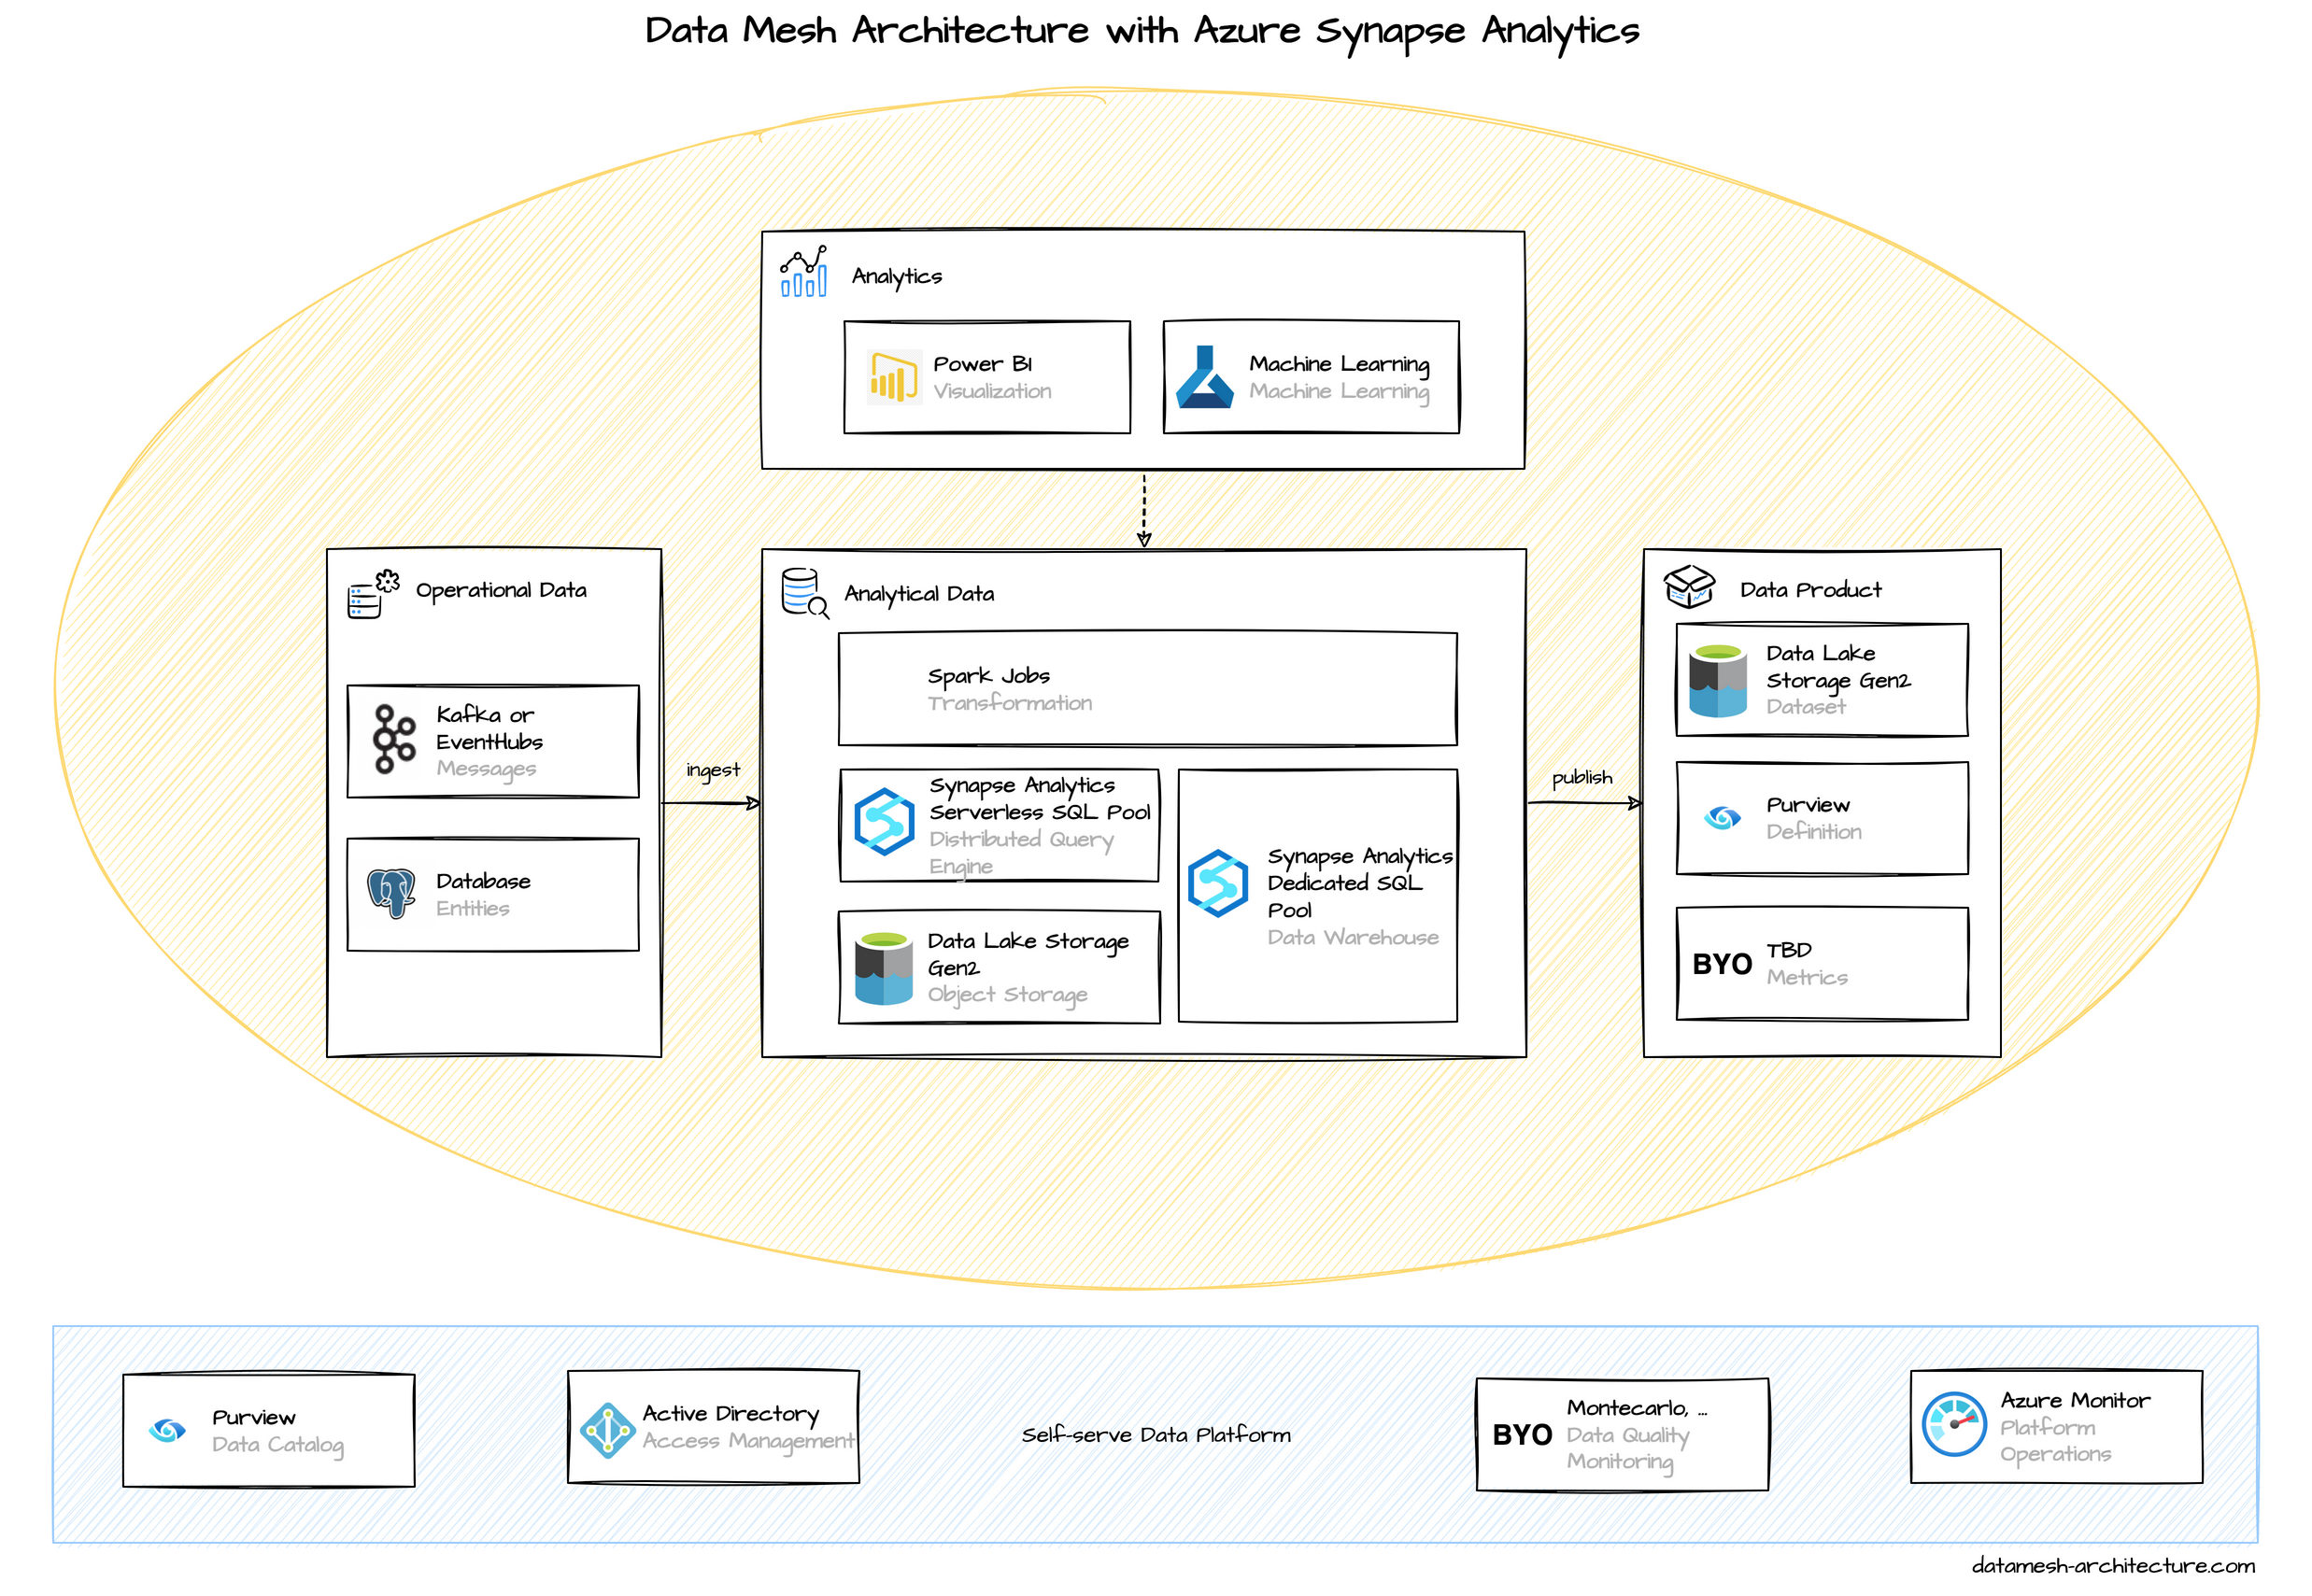 Data Mesh Architecture with Azure Synapse Analytics
Analytics
Power BI
Visualization
Machine Learning
Machine Learning
Operational Data
Kafka or
EventHubs
Messages
Database
Entities
ingest
Analytical Data
Spark Jobs
Transformation
Synapse Analytics
Serverless SQL Pool
Distributed Query
Engine
Data Lake Storage
Gen2
Object Storage
Synapse Analytics
Dedicated SQL
Pool
Data Warehouse
publish
Data Product
Data Lake
Storage Gen2
Dataset
Purview
Definition
BYO
TBD
Metrics
Purview
Data Catalog
Active Directory
Access Management
Self-serve Data Platform
BYO
Montecarlo, ...
Data Quality
Monitoring
Azure Monitor
Platform
Operations
datamesh-architecture.com